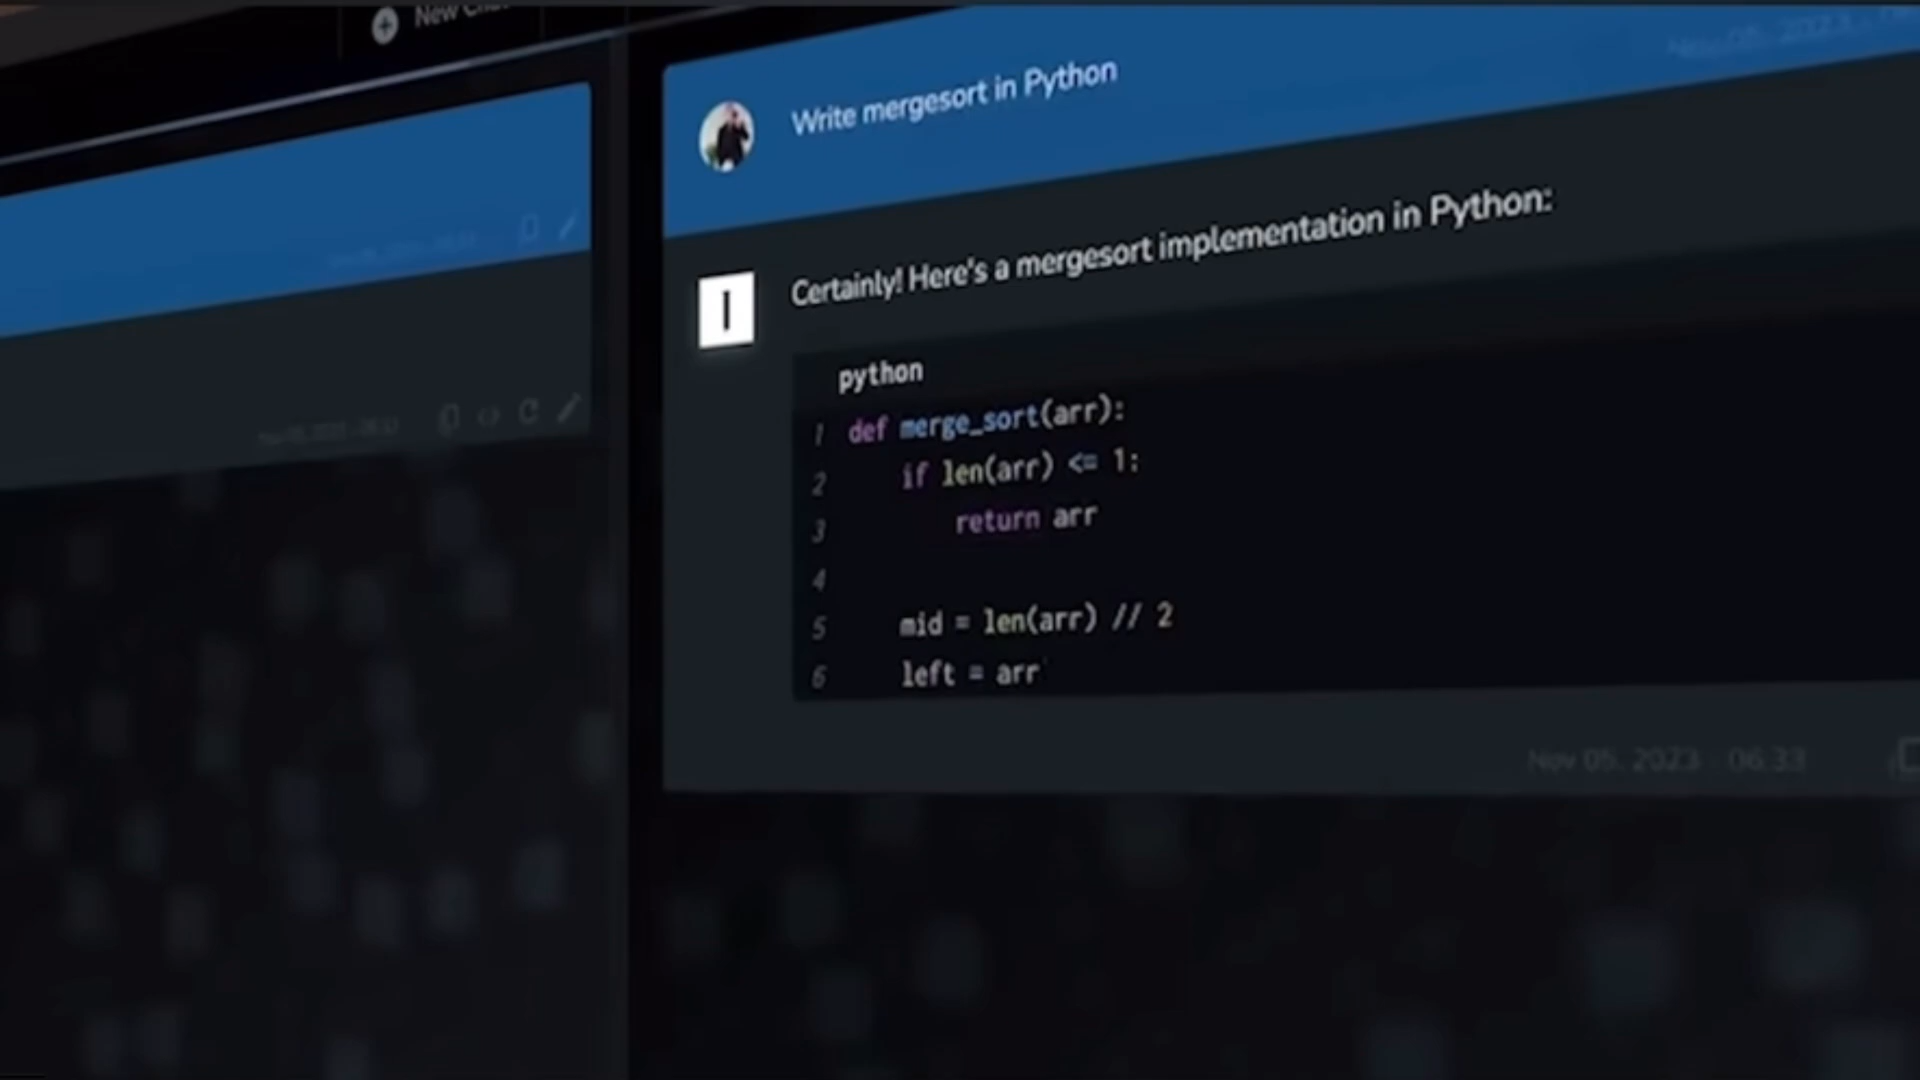 New
Write mergesort in Python
Certainly! Here's a mergesort implementation in Python:
python
1 def merge_sort(arr):
2 if len(arr) <= 1:
3 return arr
4
5 mid = len(arr) // 2
6 left = arr
Nov 05, 2023 · 06:33